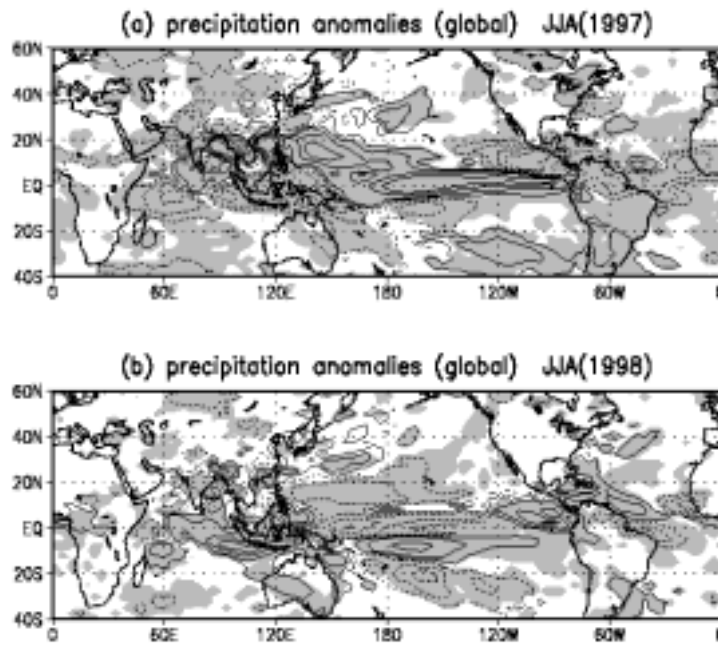 (a) precipitation anomalies (global) JJA(1997)
60N
40N
20N
EQ
20S
40S
0 60E 120E 180 120W 60W 0
(b) precipitation anomalies (global) JJA(1998)
60N
40N
20N
EQ
20S
40S
0 60E 120E 180 120W 60W